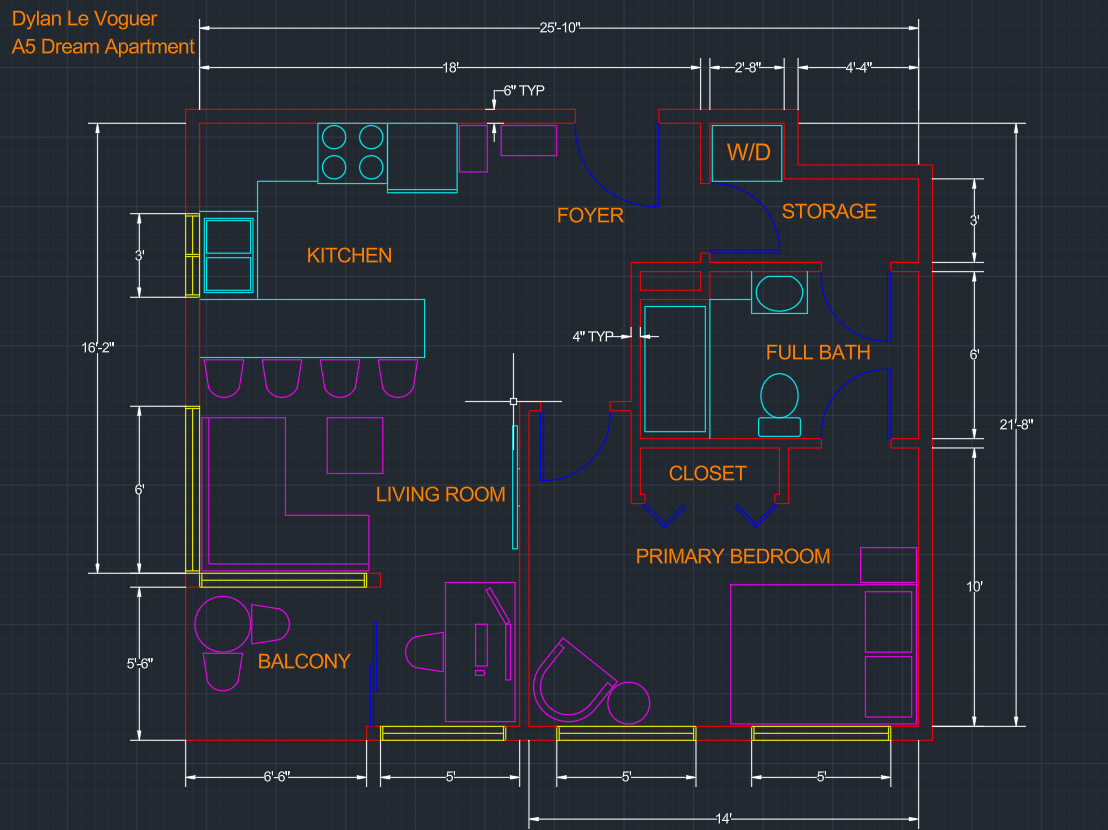 Dylan Le Voguer
A5 Dream Apartment
25'-10"
18'
2'-8"
4'-4"
6" TYP
W/D
FOYER
STORAGE
3'
KITCHEN
3'
4" TYP
16'-2"
FULL BATH
6'
21'-8"
CLOSET
6'
LIVING ROOM
PRIMARY BEDROOM
10'
5'-6"
BALCONY
6'-6"
5'
5'
5'
14'